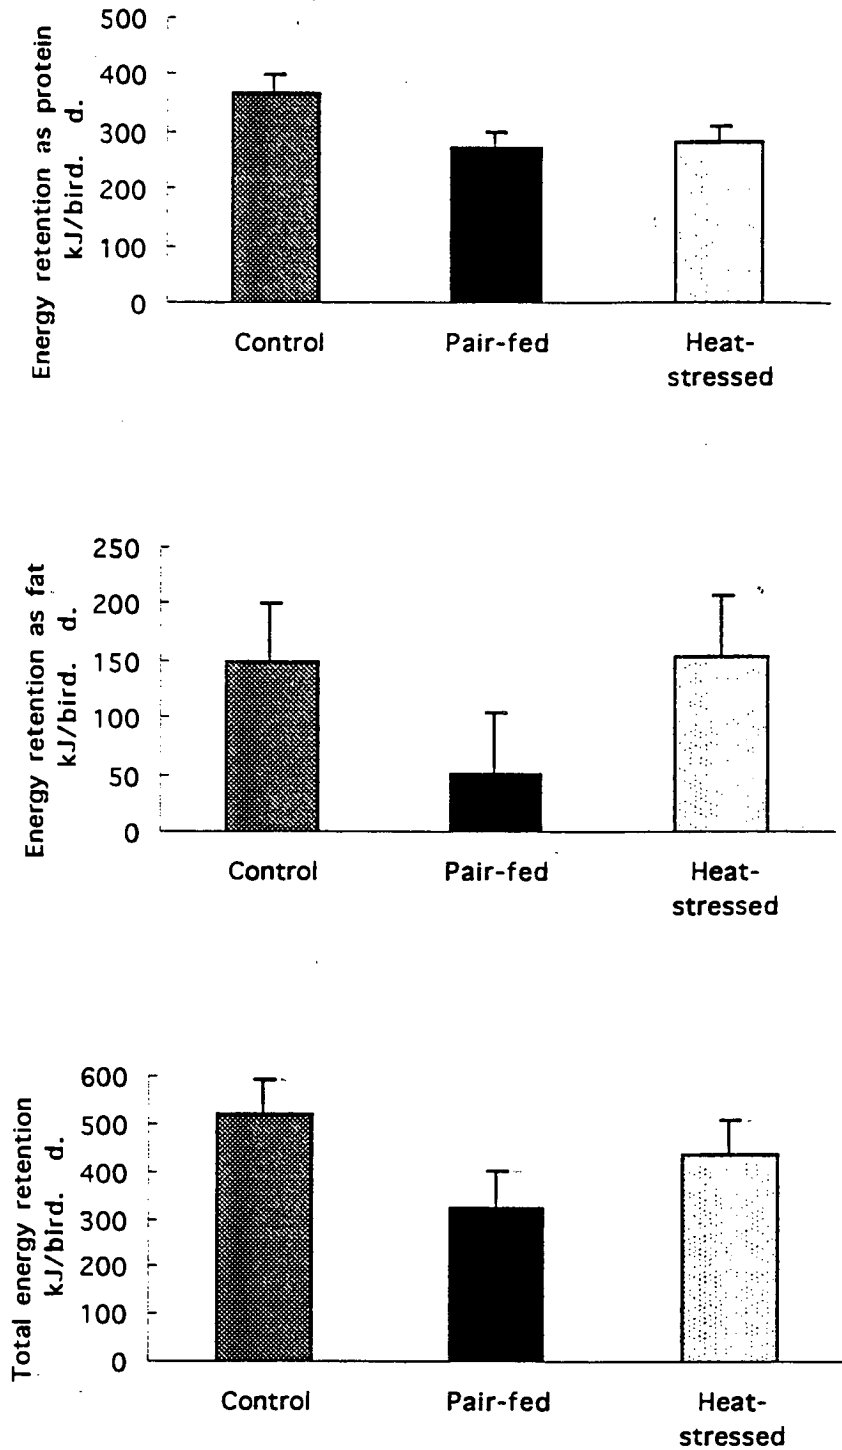 Energy retention as protein
kJ/bird. d.
500
400
300
200
100
0
Control
Pair-fed
Heat-
stressed
Energy retention as fat
kJ/bird. d.
250
200
150
100
50
0
Control
Pair-fed
Heat-
stressed
Total energy retention
kJ/bird. d.
600
500
400
300
200
100
0
Control
Pair-fed
Heat-
stressed